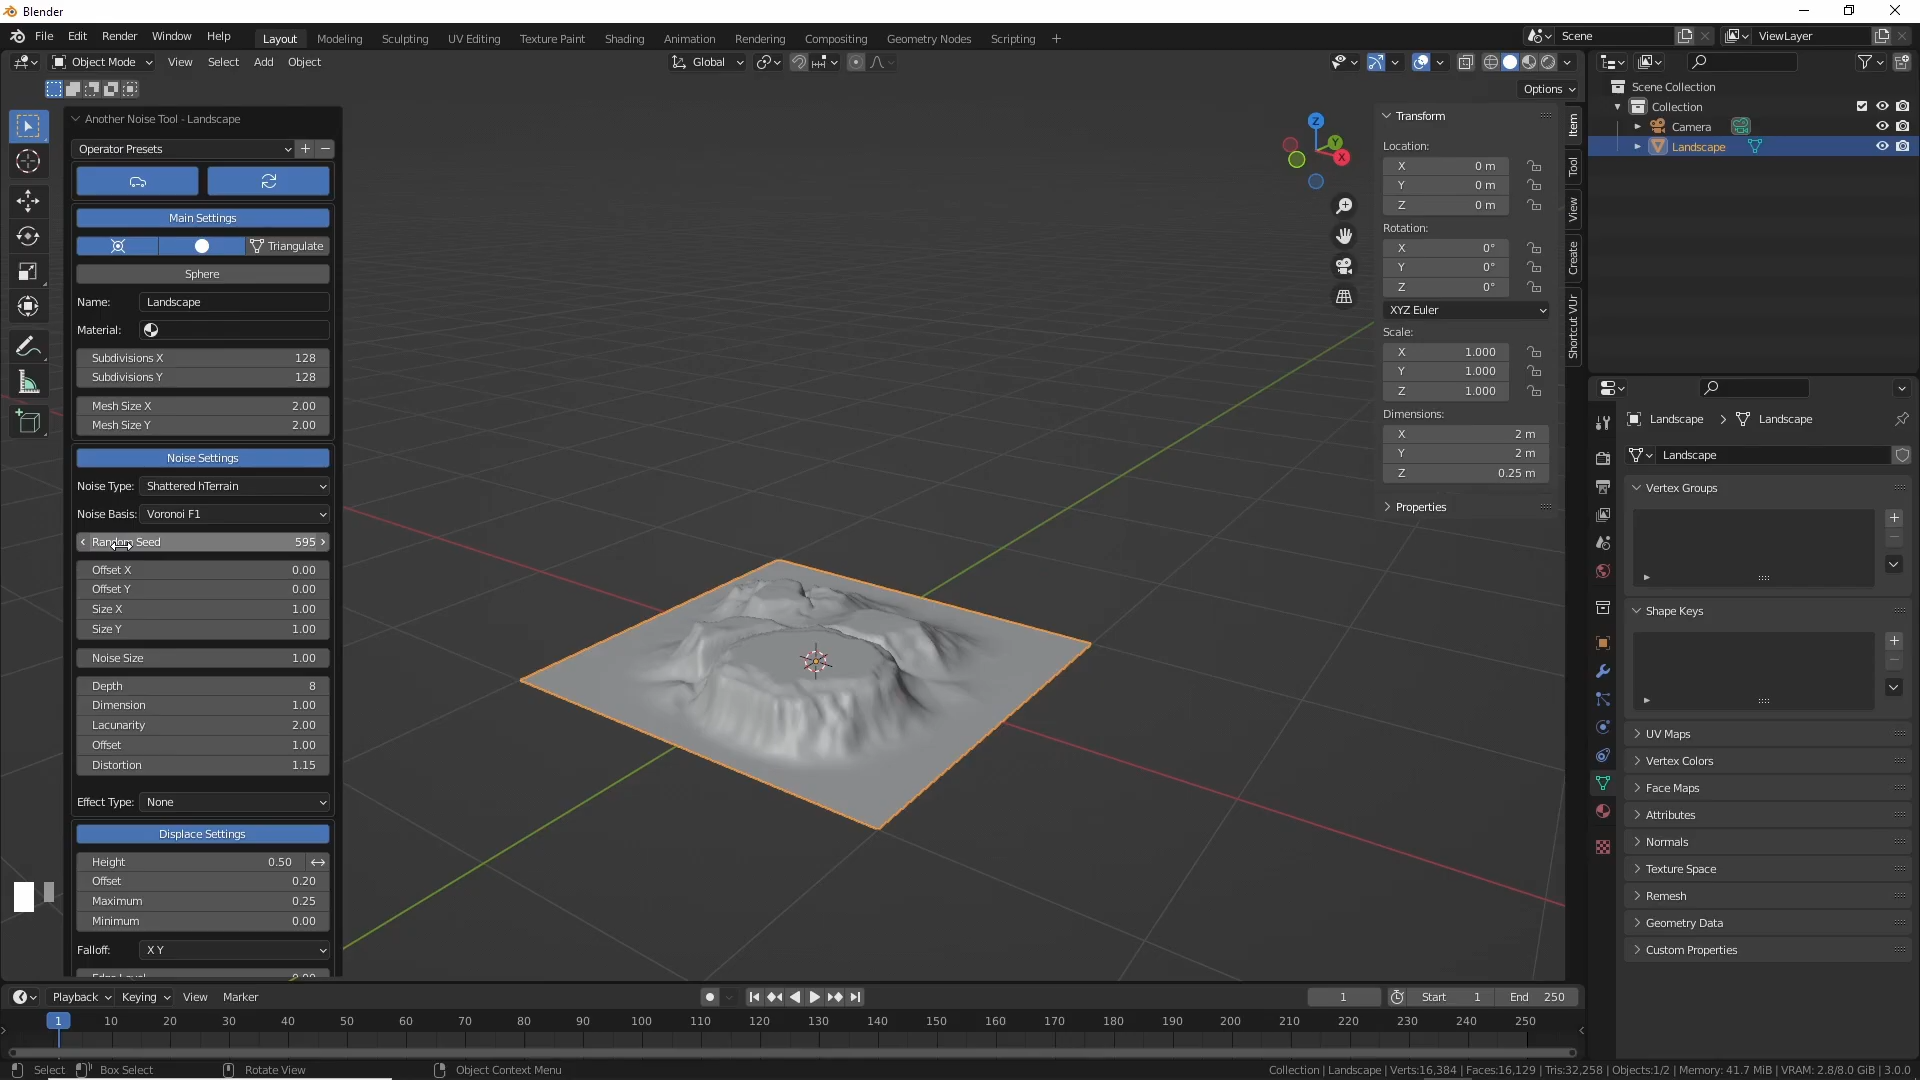 Blender
File Edit Render Window Help
Layout Modeling Sculpting UV Editing Texture Paint Shading Animation Rendering Compositing Geometry Nodes Scripting +
Scene
ViewLayer
Object Mode View Select Add Object
Global
Options
Another Noise Tool - Landscape
Operator Presets
Main Settings
Triangulate
Sphere
Name: Landscape
Material:
Subdivisions X 128
Subdivisions Y 128
Mesh Size X 2.00
Mesh Size Y 2.00
Noise Settings
Noise Type: Shattered hTerrain
Noise Basis: Voronoi F1
Random Seed 595
Offset X 0.00
Offset Y 0.00
Size X 1.00
Size Y 1.00
Noise Size 1.00
Depth 8
Dimension 1.00
Lacunarity 2.00
Offset 1.00
Distortion 1.15
Effect Type: None
Displace Settings
Height 0.50
Offset 0.20
Maximum 0.25
Minimum 0.00
Falloff: X Y
Edge Level 0.00
Z
Y
X
Transform
Location:
X 0 m
Y 0 m
Z 0 m
Rotation:
X 0°
Y 0°
Z 0°
XYZ Euler
Scale:
X 1.000
Y 1.000
Z 1.000
Dimensions:
X 2 m
Y 2 m
Z 0.25 m
Properties
Item
Tool
View
Create
Shortcut VUr
Scene Collection
Collection
Camera
Landscape
Landscape > Landscape
Landscape
Vertex Groups
Shape Keys
UV Maps
Vertex Colors
Face Maps
Attributes
Normals
Texture Space
Remesh
Geometry Data
Custom Properties
Playback Keying View Marker
1 Start 1 End 250
1 10 20 30 40 50 60 70 80 90 100 110 120 130 140 150 160 170 180 190 200 210 220 230 240 250
Select Box Select Rotate View Object Context Menu
Collection | Landscape | Verts:16,384 | Faces:16,129 | Tris:32,258 | Objects:1/2 | Memory: 41.7 MiB | VRAM: 2.8/8.0 GiB | 3.0.0